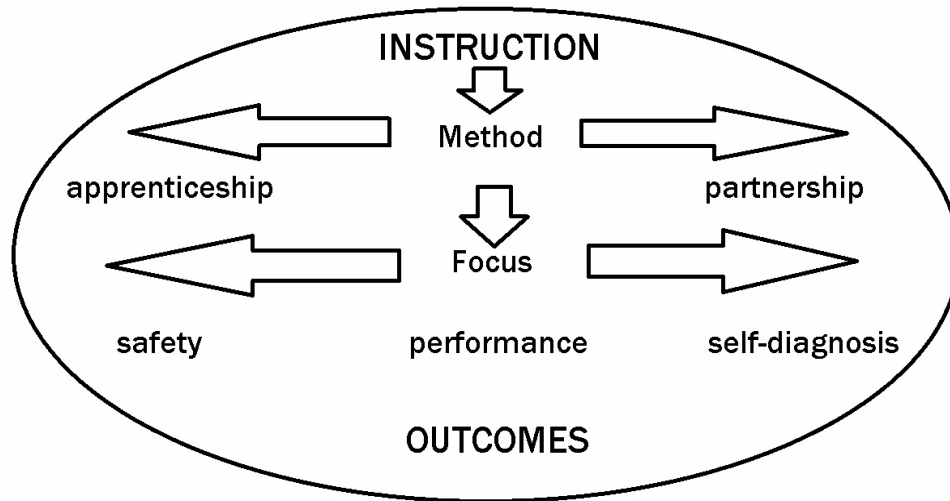 INSTRUCTION
Method
apprenticeship partnership
Focus
safety performance self-diagnosis
OUTCOMES